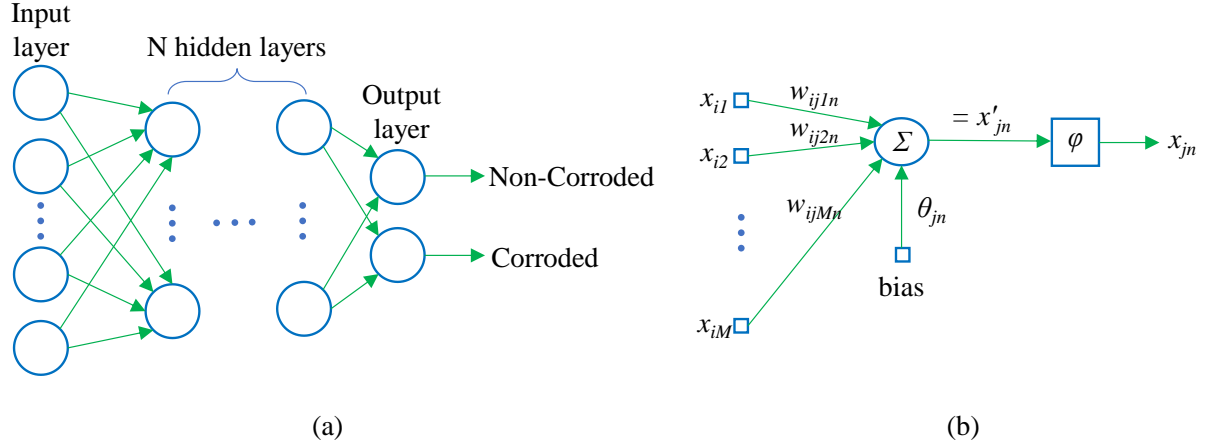 Input
layer
N hidden layers
Output
layer
Non-Corroded
Corroded
(a)
x_{i1}
w_{ij1n}
x_{i2}
w_{ij2n}
Σ
= x'_{jn}
φ
x_{jn}
w_{ijMn}
θ_{jn}
bias
x_{iM}
(b)